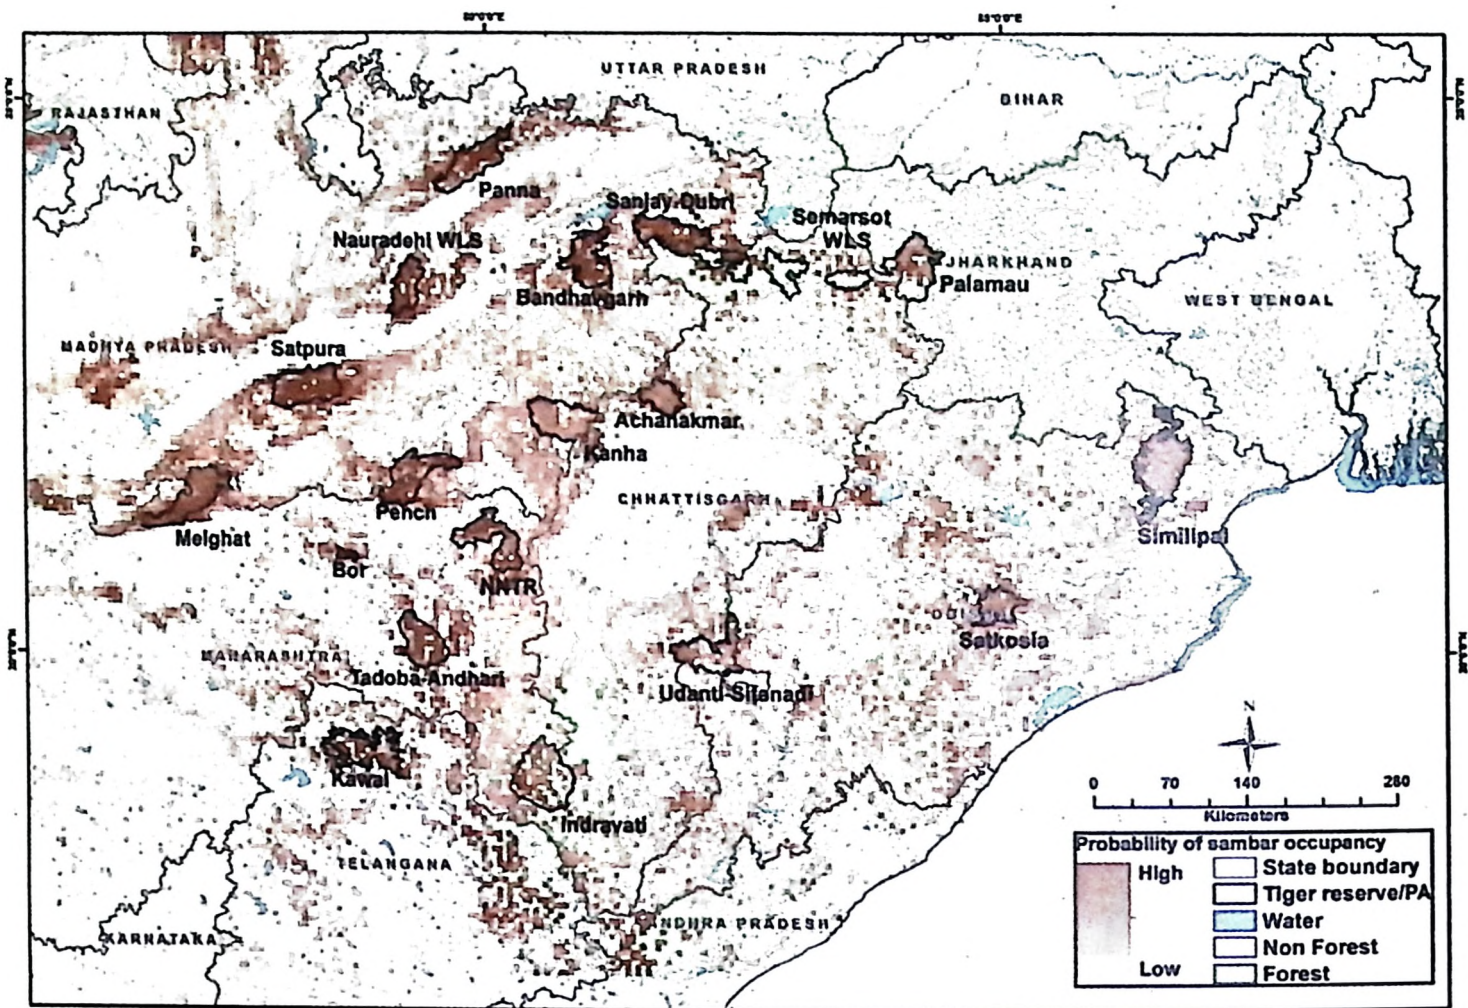 UTTAR PRADESH
RAJASTHAN
BIHAR
Panna
Sanjay-Dubri
Semarsot
WLS
Nauradehi WLS
JHARKHAND
Palamau
Bandhavgarh
WEST BENGAL
MADHYA PRADESH
Satpura
Achanakmar
Kanha
CHHATTISGARH
Pench
Melghat
Similipal
Bor
NNTR
Satkosia
MAHARASHTRA
Tadoba-Andhari
Udanti-Sitanadi
N
Kawal
0 70 140 280
Kilometers
Indravati
Probability of sambar occupancy
High
Low
State boundary
Tiger reserve/PA
Water
Non Forest
Forest
TELANGANA
ANDHRA PRADESH
KARNATAKA